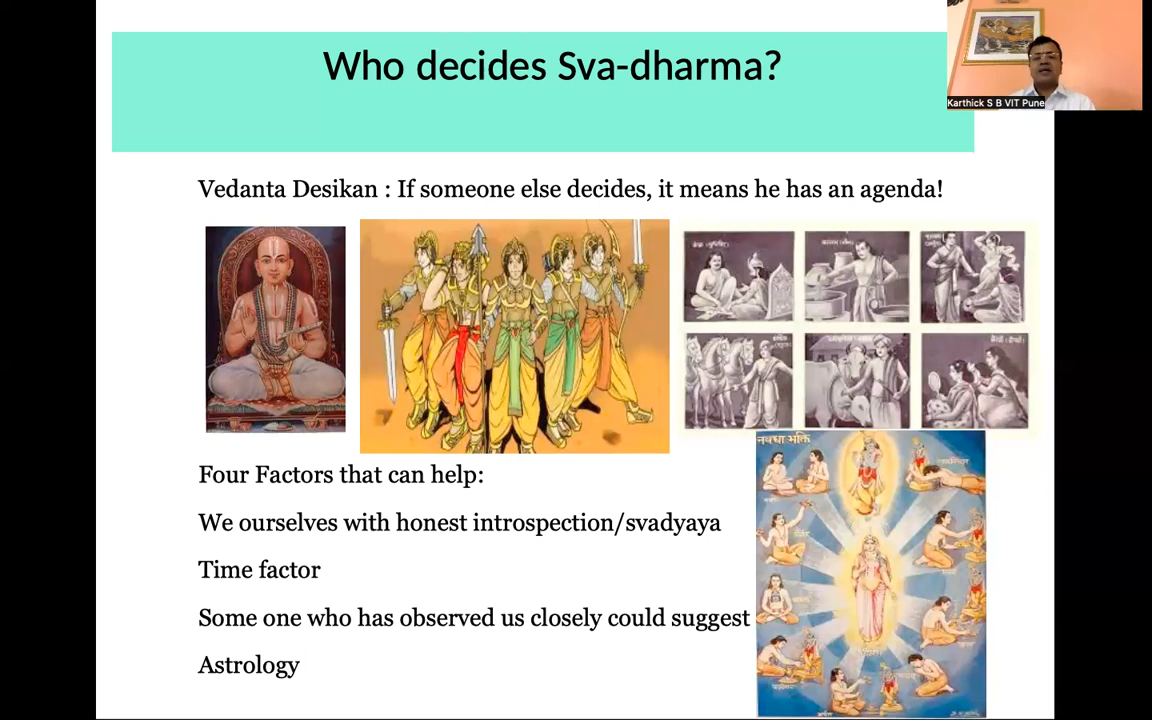 Who decides Sva-dharma?
Karthick S B VIT Pune
Vedanta Desikan : If someone else decides, it means he has an agenda!
Four Factors that can help:
नवधा भक्ति
We ourselves with honest introspection/svadyaya
Time factor
Some one who has observed us closely could suggest
Astrology